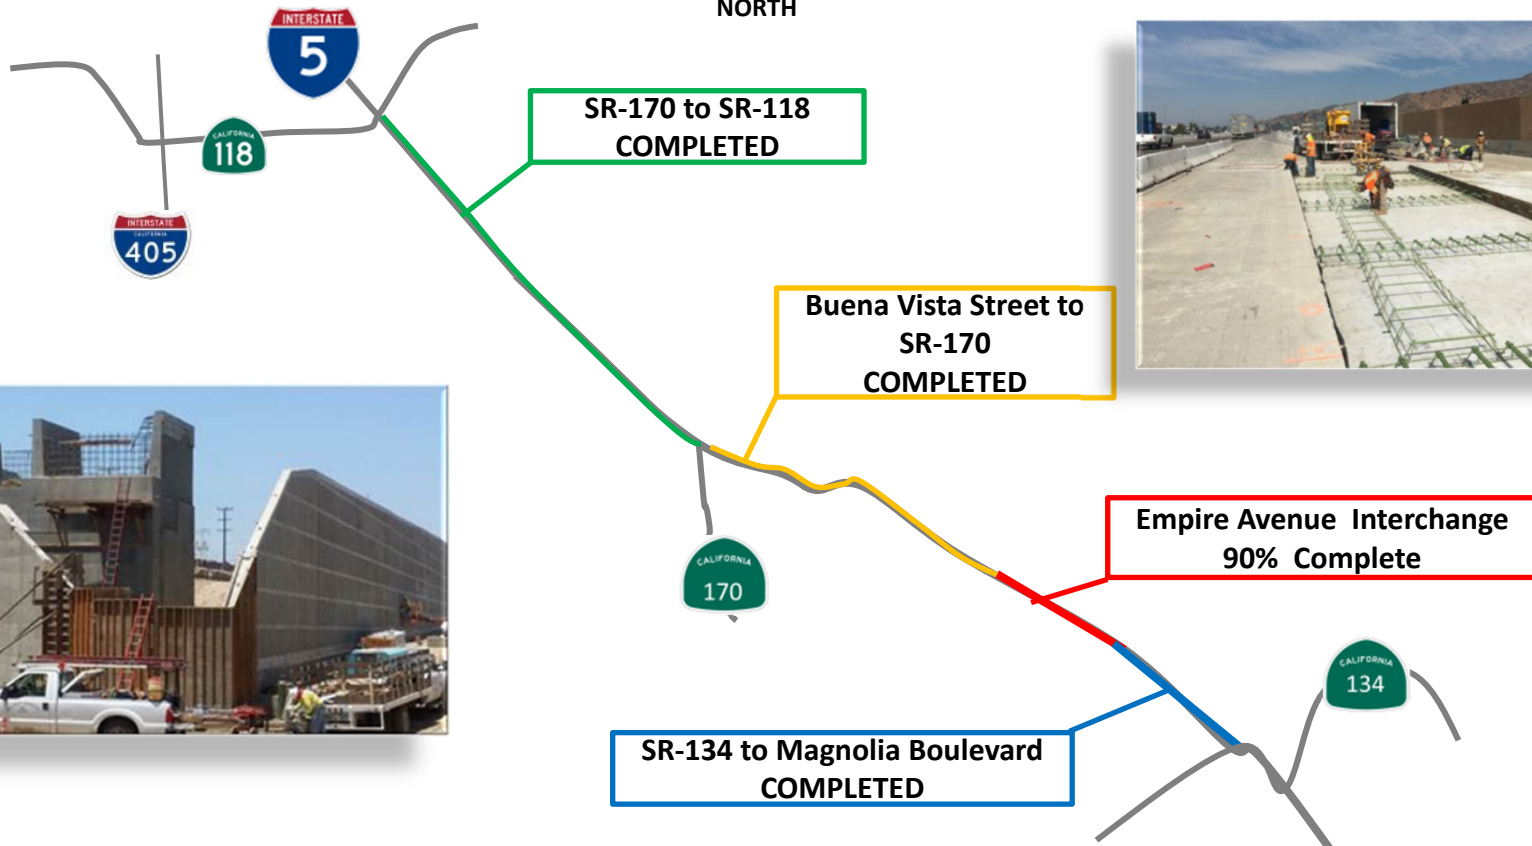 NORTH
INTERSTATE
5
SR-170 to SR-118
COMPLETED
CALIFORNIA
118
INTERSTATE
CALIFORNIA
405
Buena Vista Street to
SR-170
COMPLETED
Empire Avenue  Interchange
90%  Complete
CALIFORNIA
170
CALIFORNIA
134
SR-134 to Magnolia Boulevard
COMPLETED